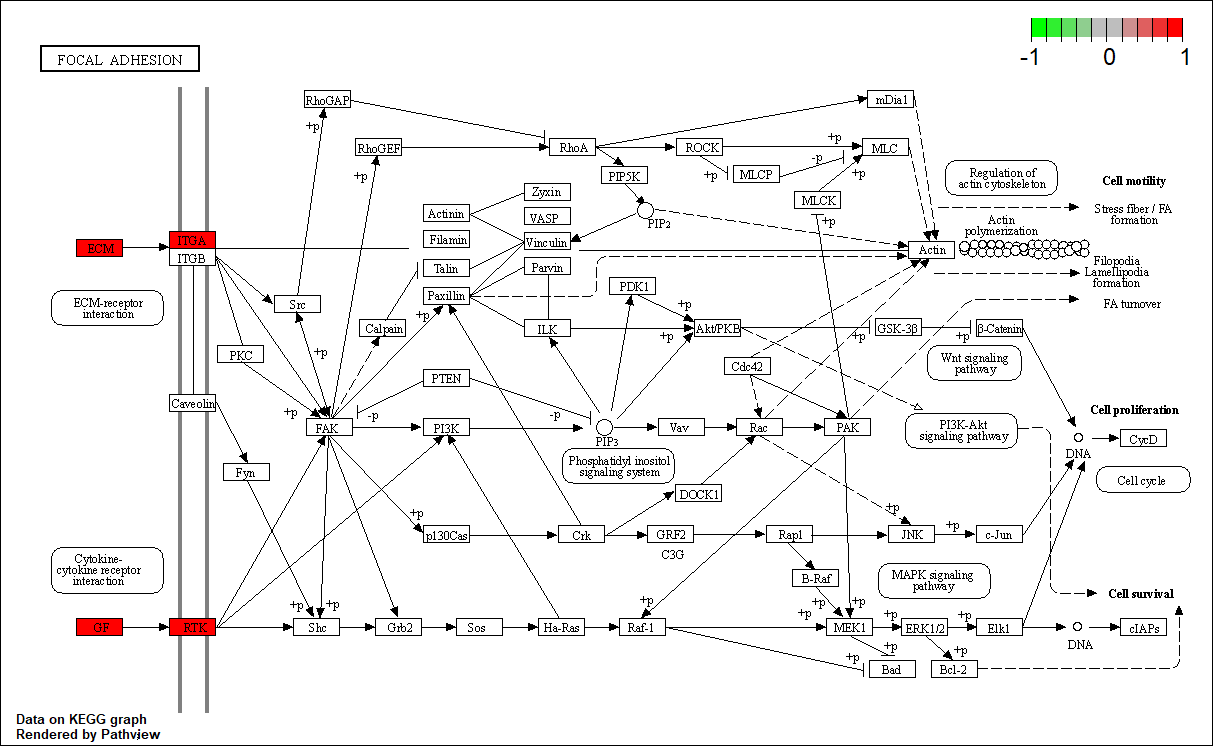 -1 0 1
FOCAL ADHESION
RhoGAP
mDia1
+p
RhoGEF
RhoA
ROCK
+p
MLC
-p
+p
PIP5K
+p
MLCP
+p
MLCK
+p
Regulation of
actin cytoskeleton
Cell motility
Zyxin
Actinin
VASP
PIP2
Stress fiber / FA
formation
Actin
polymerization
ECM
ITGA
ITGB
Filamin
Vinculin
Actin
Talin
Parvin
Filopodia
Lamellipodia
formation
ECM-receptor
interaction
Src
Paxillin
PDK1
FA turnover
+p
+p
Calpain
ILK
Akt/PKB
GSK-3β
+p
β-Catenin
PKC
+p
+p
Cdc42
Wnt signaling
pathway
PTEN
Caveolin
+p
-p
-p
FAK
PI3K
PIP3
Vav
Rac
PAK
PI3K-Akt
signaling pathway
Cell proliferation
CycD
DNA
Fyn
Phosphatidyl inositol
signaling system
Cell cycle
DOCK1
+p
+p
+p
p130Cas
Crk
GRF2
C3G
Rap1
JNK
c-Jun
Cytokine-
cytokine receptor
interaction
B-Raf
MAPK signaling
pathway
Cell survival
+p
+p
+p
+p
+p
+p
+p
+p
GF
RTK
Shc
Grb2
Sos
Ha-Ras
Raf-1
MEK1
ERK1/2
Elk1
DNA
cIAPs
+p
+p
+p
Bad
Bcl-2
Data on KEGG graph
Rendered by Pathview